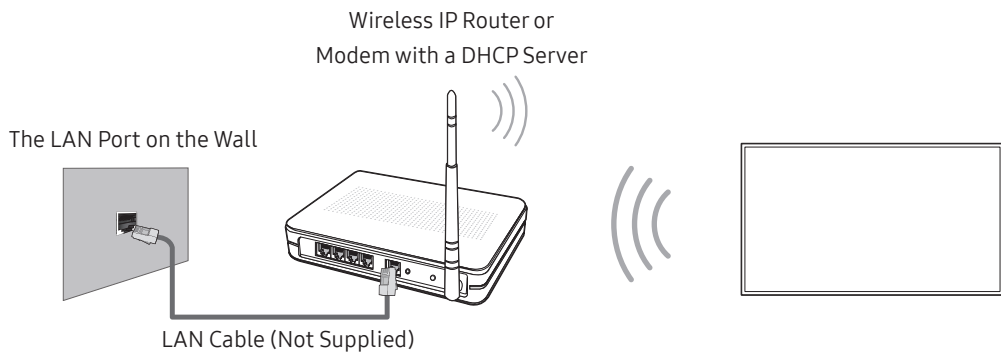 Wireless IP Router or
Modem with a DHCP Server
The LAN Port on the Wall
LAN Cable (Not Supplied)